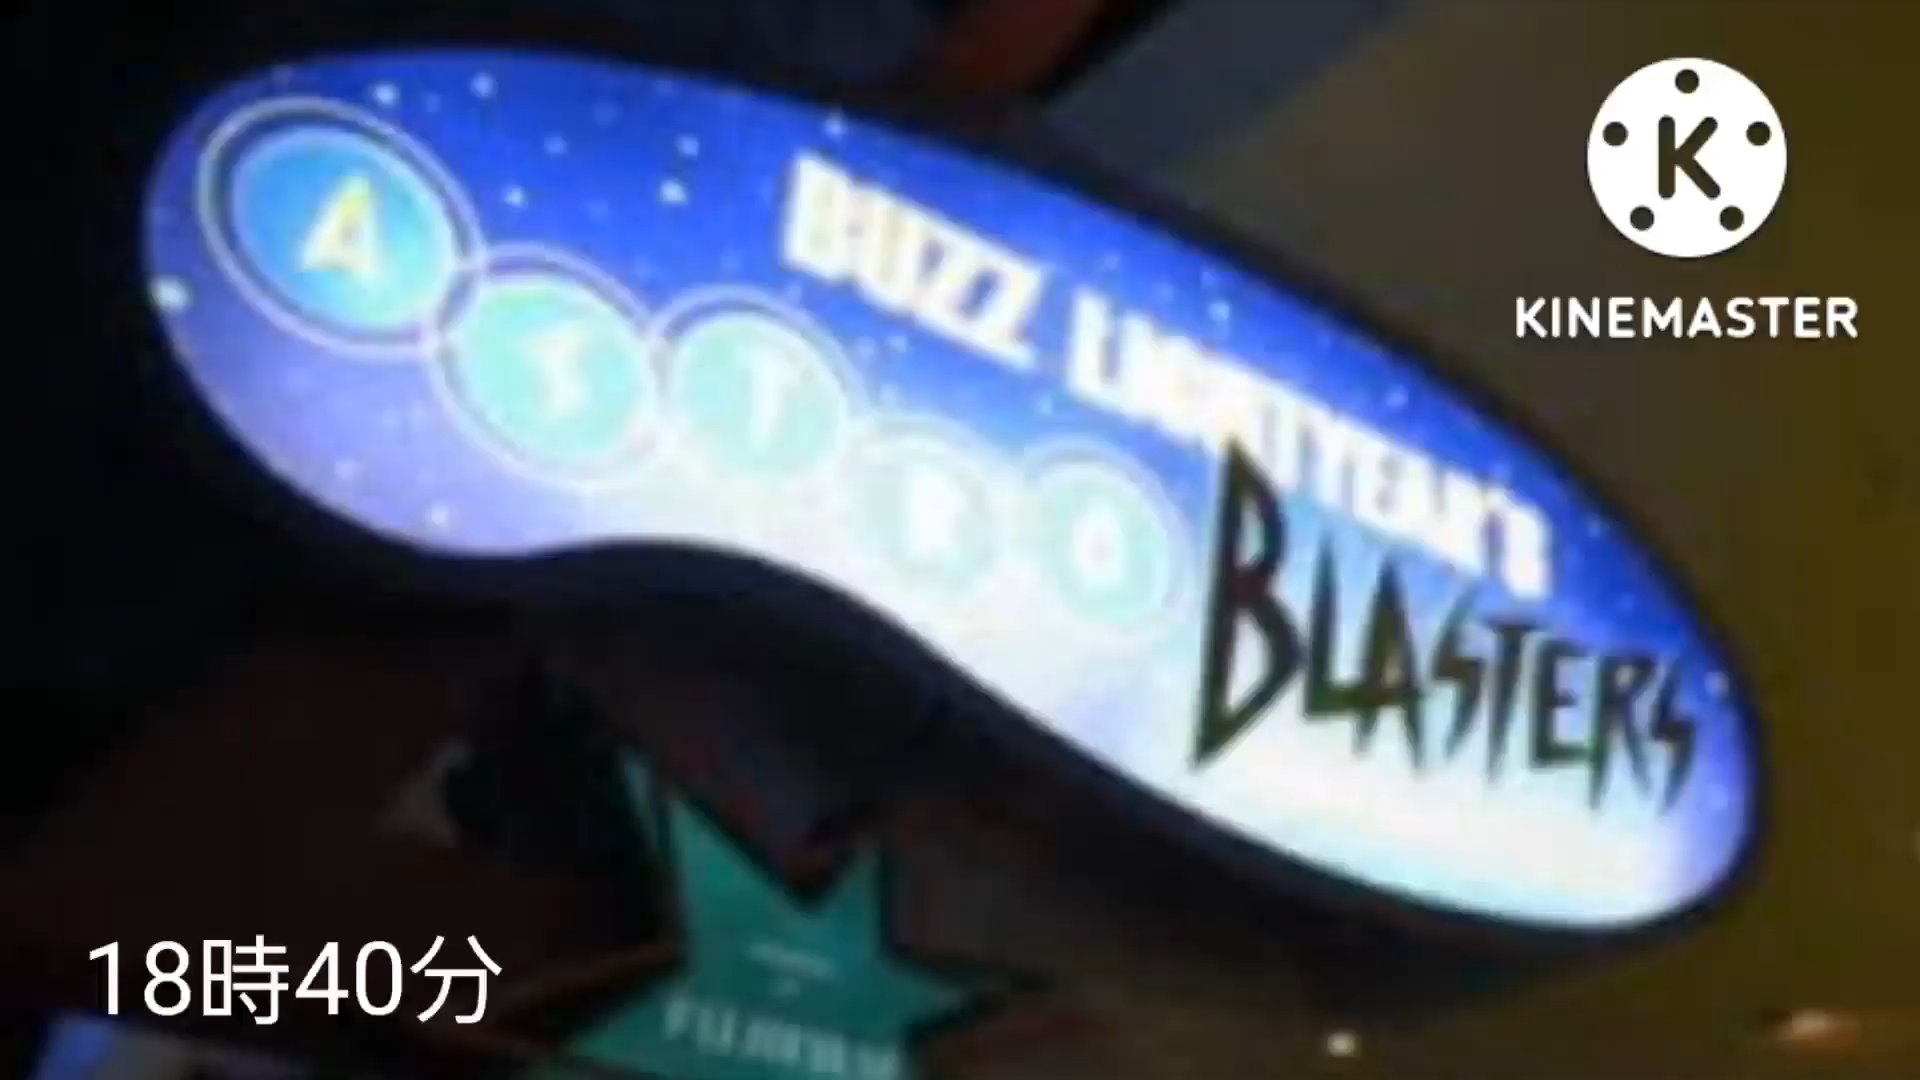 BUZZ LIGHTYEAR'S
ASTRO
BLASTERS
K
KINEMASTER
18時40分